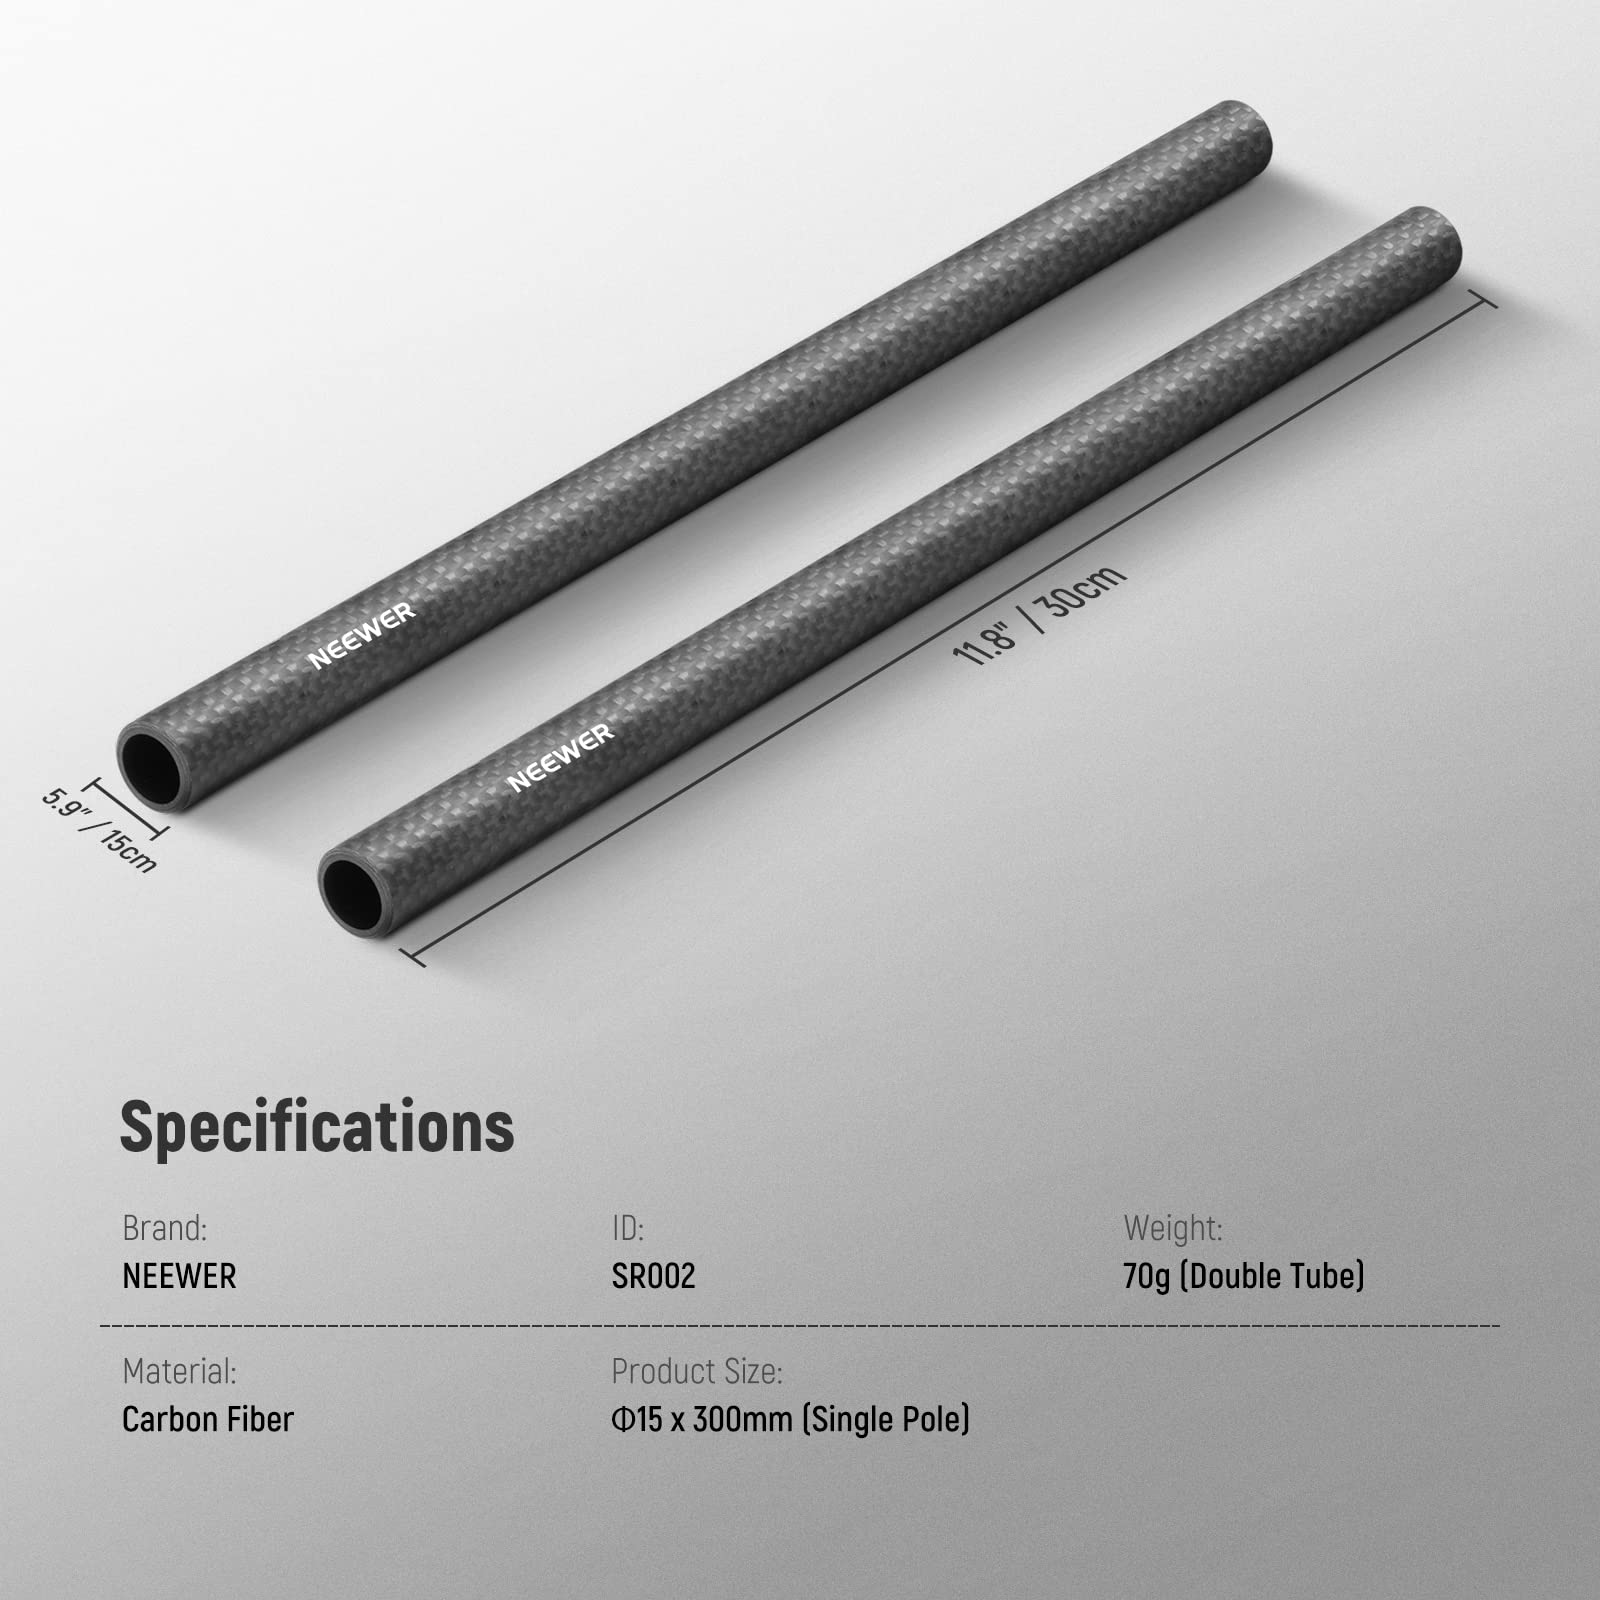 NEEWER
NEEWER
11.8" / 30cm
5.9" / 15cm
Specifications
Brand:
NEEWER
ID:
SR002
Weight:
70g (Double Tube)
Material:
Carbon Fiber
Product Size:
Φ15 x 300mm (Single Pole)